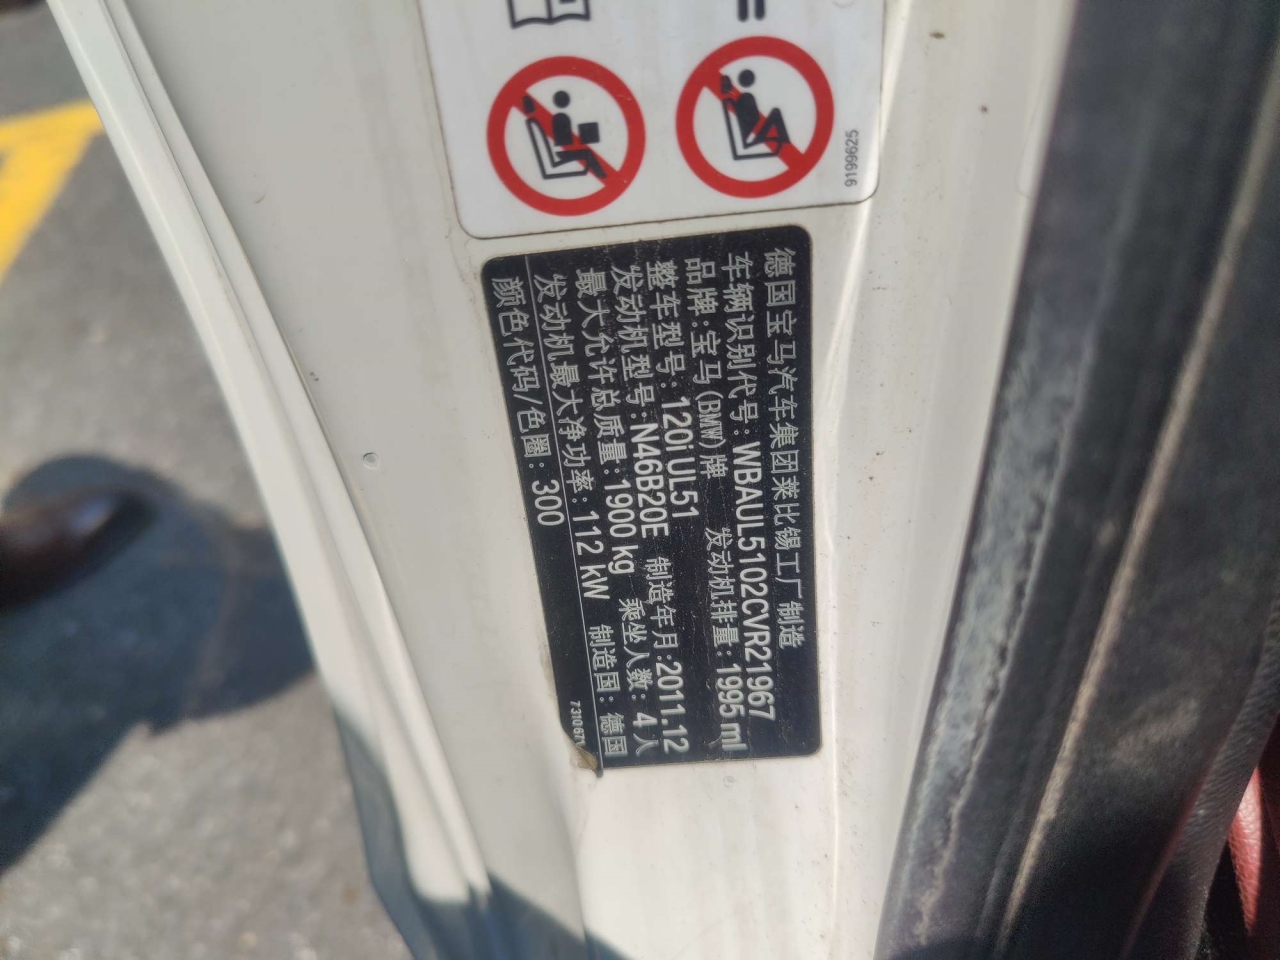 9199625
德国宝马汽车集团莱比锡工厂制造
车辆识别代号: WBAUL5102CVR21967
品牌:宝马(BMW)牌 发动机排量: 1995 ml
整车型号: 120i UL51
发动机型号:N46B20E 制造年月:2011.12
最大允许总质量: 1900 kg 乘坐人数: 4人
发动机最大净功率: 112 kW 制造国: 德国
颜色代码/色圈: 300